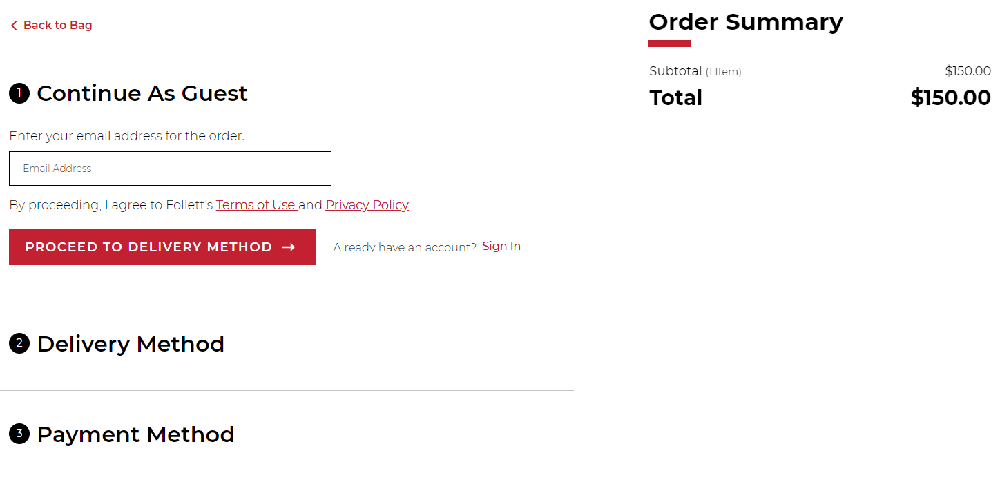 Back to Bag
1 Continue As Guest
Enter your email address for the order.
Email Address
By proceeding, I agree to Follett’s Terms of Use and Privacy Policy
PROCEED TO DELIVERY METHOD →
Already have an account? Sign In
2 Delivery Method
3 Payment Method
Order Summary
Subtotal (1 Item) $150.00
Total $150.00